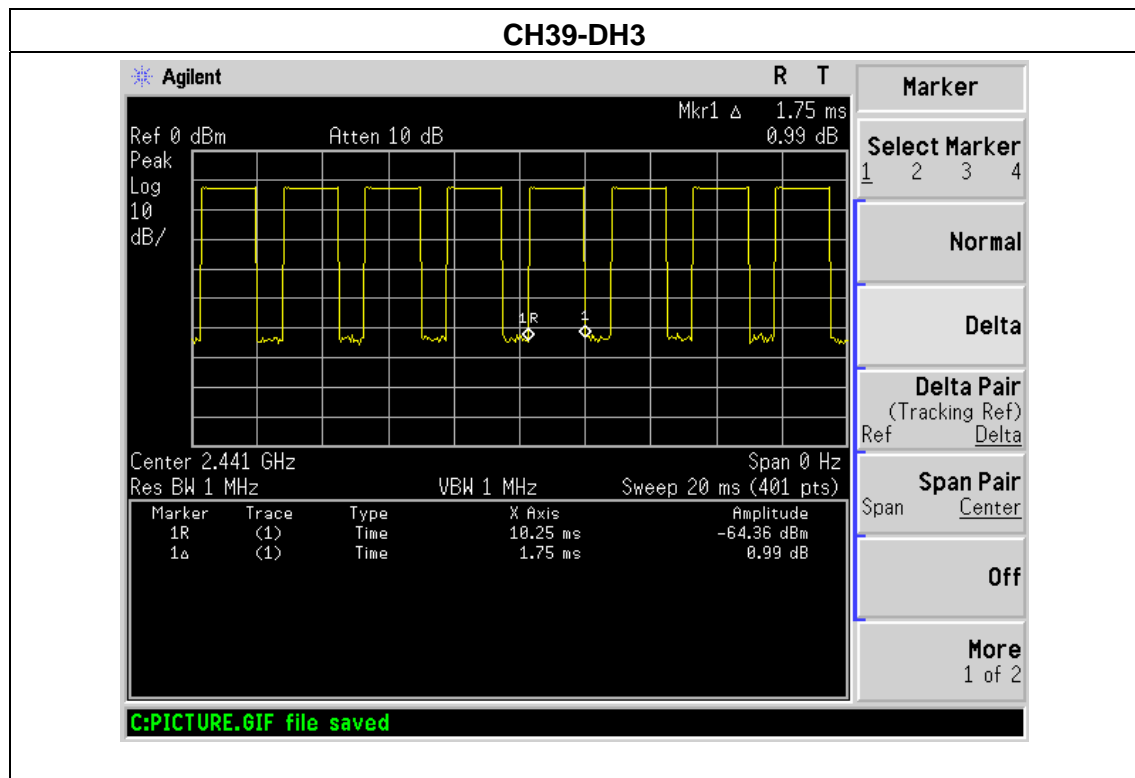 CH39-DH3
Agilent R T
Mkr1 Δ 1.75 ms
Ref 0 dBm Atten 10 dB 0.99 dB
Peak
Log
10
dB/
1R 1
Center 2.441 GHz Span 0 Hz
Res BW 1 MHz VBW 1 MHz Sweep 20 ms (401 pts)
Marker Trace Type X Axis Amplitude
1R (1) Time 10.25 ms -64.36 dBm
1Δ (1) Time 1.75 ms 0.99 dB
C:PICTURE.GIF file saved
Marker
Select Marker
1 2 3 4
Normal
Delta
Delta Pair
(Tracking Ref)
Ref Delta
Span Pair
Span Center
Off
More
1 of 2